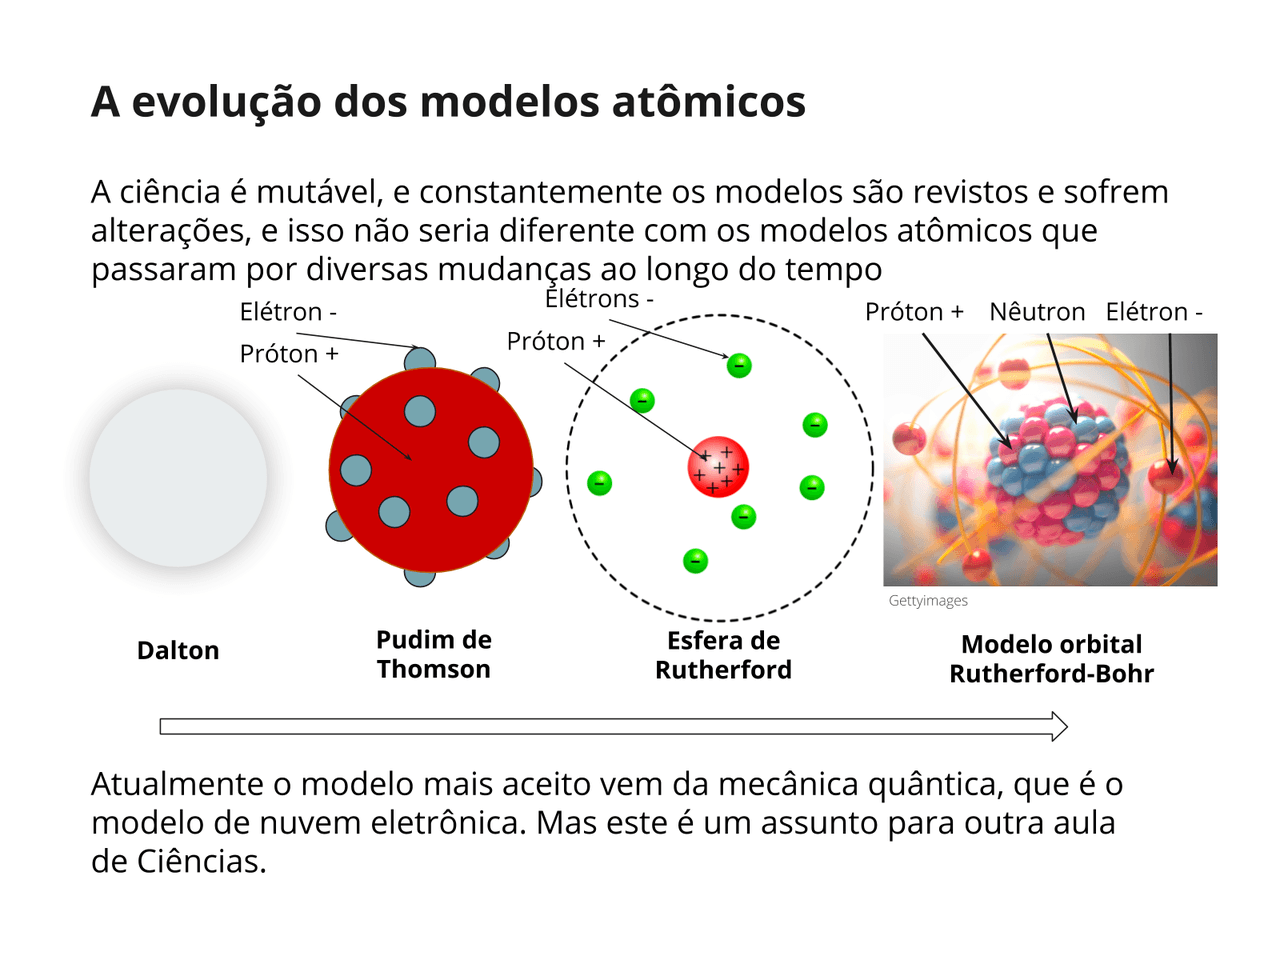 A evolução dos modelos atômicos
A ciência é mutável, e constantemente os modelos são revistos e sofrem
alterações, e isso não seria diferente com os modelos atômicos que
passaram por diversas mudanças ao longo do tempo
Elétron -
Próton +
Elétrons -
Próton +
Próton +
Nêutron
Elétron -
Gettyimages
Dalton
Pudim de
Thomson
Esfera de
Rutherford
Modelo orbital
Rutherford-Bohr
Atualmente o modelo mais aceito vem da mecânica quântica, que é o
modelo de nuvem eletrônica. Mas este é um assunto para outra aula
de Ciências.